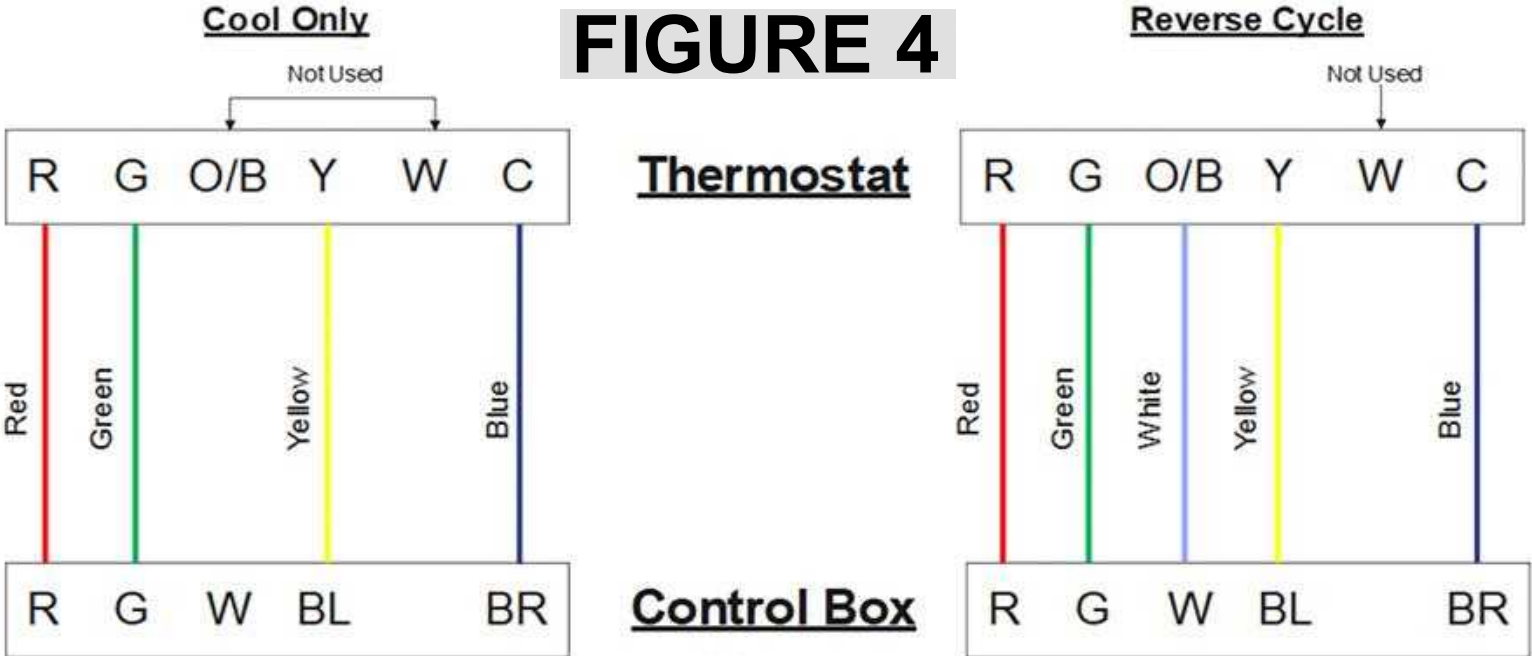 Cool Only
FIGURE 4
Reverse Cycle
Not Used
Not Used
R G O/B Y W C
Thermostat
R G O/B Y W C
Red
Green
Yellow
Blue
Red
Green
White
Yellow
Blue
R G W BL BR
Control Box
R G W BL BR